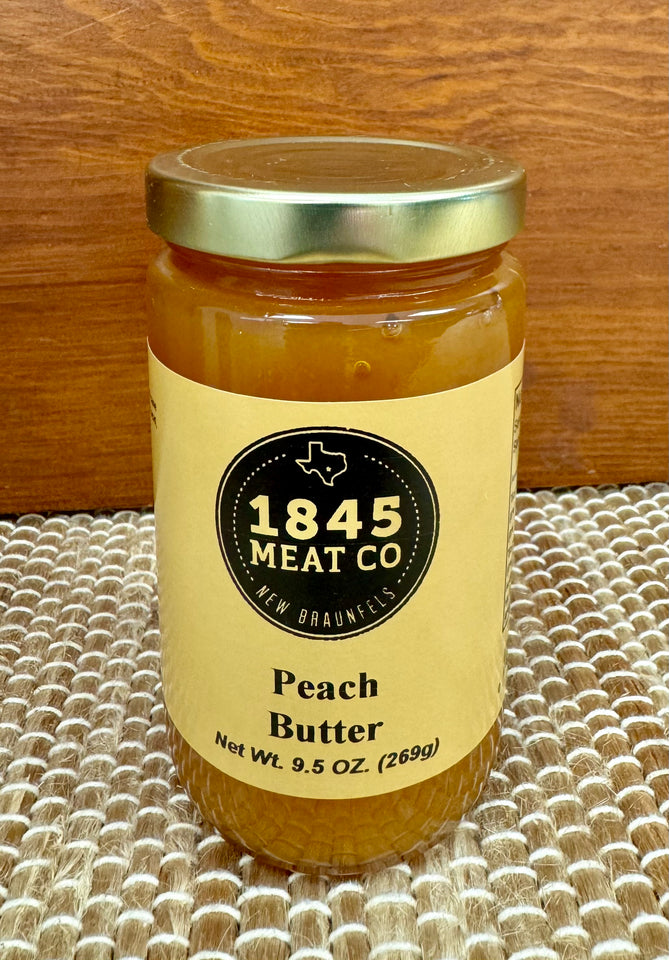 1845
MEAT CO
NEW BRAUNFELS
Peach
Butter
Net Wt. 9.5 OZ. (269g)